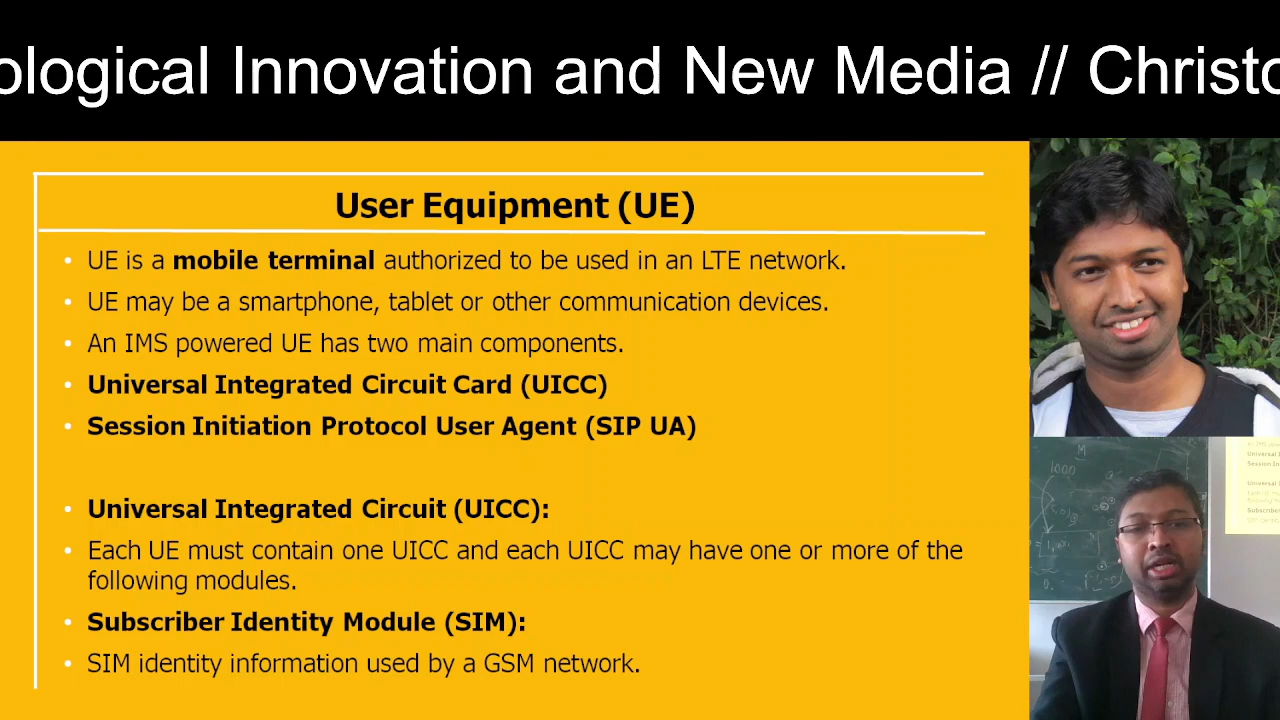 ological Innovation and New Media // Christo
User Equipment (UE)
• UE is a mobile terminal authorized to be used in an LTE network.
• UE may be a smartphone, tablet or other communication devices.
• An IMS powered UE has two main components.
• Universal Integrated Circuit Card (UICC)
• Session Initiation Protocol User Agent (SIP UA)
• Universal Integrated Circuit (UICC):
• Each UE must contain one UICC and each UICC may have one or more of the
following modules.
• Subscriber Identity Module (SIM):
• SIM identity information used by a GSM network.
1000